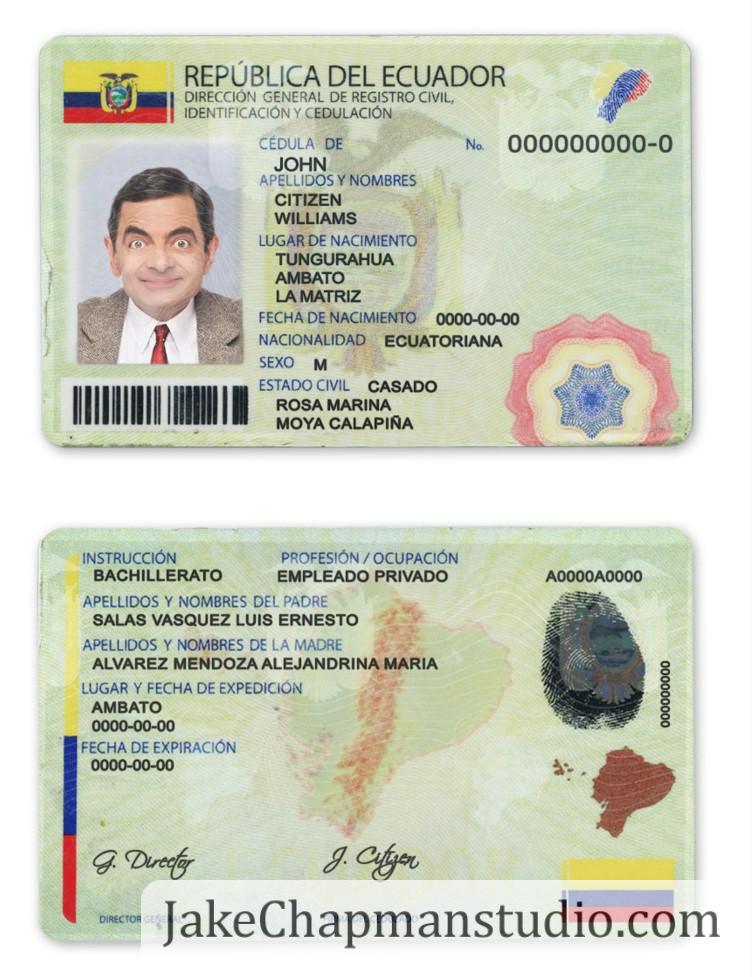 REPÚBLICA DEL ECUADOR
DIRECCIÓN GENERAL DE REGISTRO CIVIL,
IDENTIFICACIÓN Y CEDULACIÓN
CÉDULA DE No. 000000000-0
JOHN
APELLIDOS Y NOMBRES
CITIZEN
WILLIAMS
LUGAR DE NACIMIENTO
TUNGURAHUA
AMBATO
LA MATRIZ
FECHA DE NACIMIENTO 0000-00-00
NACIONALIDAD ECUATORIANA
SEXO M
ESTADO CIVIL CASADO
ROSA MARINA
MOYA CALAPIÑA
INSTRUCCIÓN PROFESIÓN / OCUPACIÓN
BACHILLERATO EMPLEADO PRIVADO A0000A0000
APELLIDOS Y NOMBRES DEL PADRE
SALAS VASQUEZ LUIS ERNESTO
APELLIDOS Y NOMBRES DE LA MADRE
ALVAREZ MENDOZA ALEJANDRINA MARIA
LUGAR Y FECHA DE EXPEDICIÓN
AMBATO
0000-00-00
FECHA DE EXPIRACIÓN
0000-00-00
000000000
G. Director J. Citizen
DIRECTOR GENERAL
JakeChapmanstudio.com